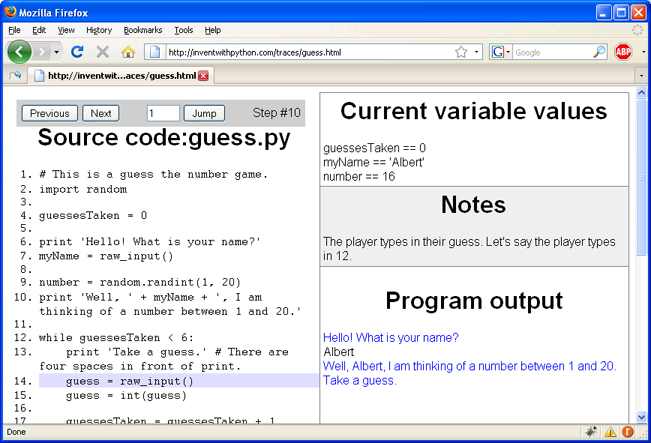 Mozilla Firefox
File Edit View History Bookmarks Tools Help
http://inventwithpython.com/traces/guess.html
Google
ABP
http://inventwit...aces/guess.html
Previous Next 1 Jump Step #10
Source code:guess.py
1. # This is a guess the number game.
2. import random
3.
4. guessesTaken = 0
5.
6. print 'Hello! What is your name?'
7. myName = raw_input()
8.
9. number = random.randint(1, 20)
10. print 'Well, ' + myName + ', I am
thinking of a number between 1 and 20.'
11.
12. while guessesTaken < 6:
13. print 'Take a guess.' # There are
four spaces in front of print.
14. guess = raw_input()
15. guess = int(guess)
16.
17. guessesTaken = guessesTaken + 1
Current variable values
guessesTaken == 0
myName == 'Albert'
number == 16
Notes
The player types in their guess. Let's say the player types
in 12.
Program output
Hello! What is your name?
Albert
Well, Albert, I am thinking of a number between 1 and 20.
Take a guess.
Done